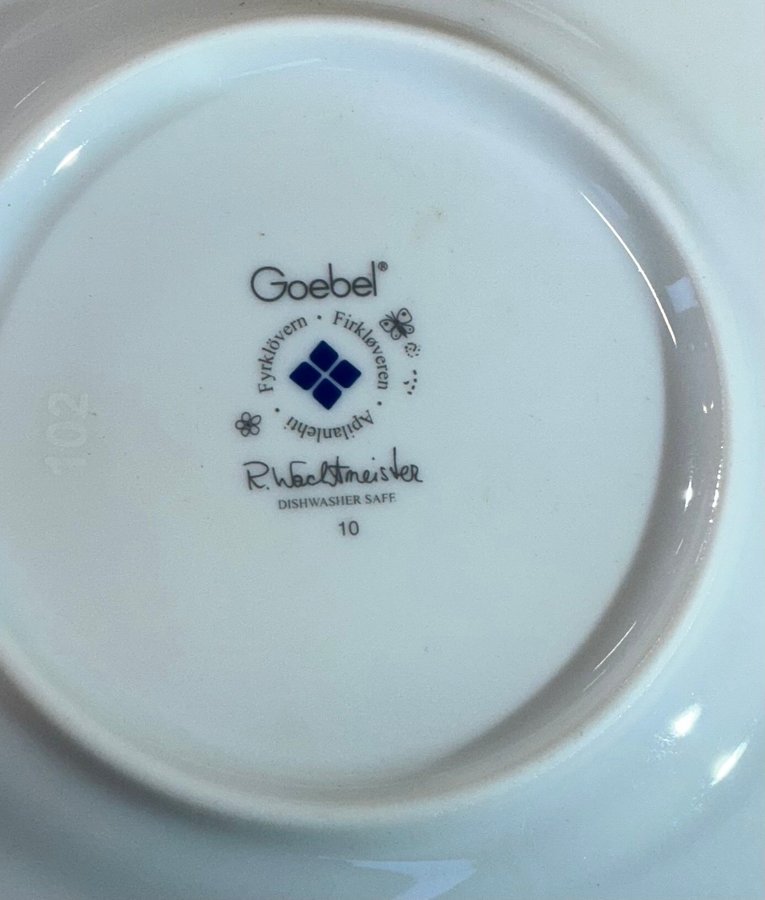 Goebel®
Fyrklövern • Firkløveren • Apilanlehti •
R. Wachtmeister
DISHWASHER SAFE
10
102